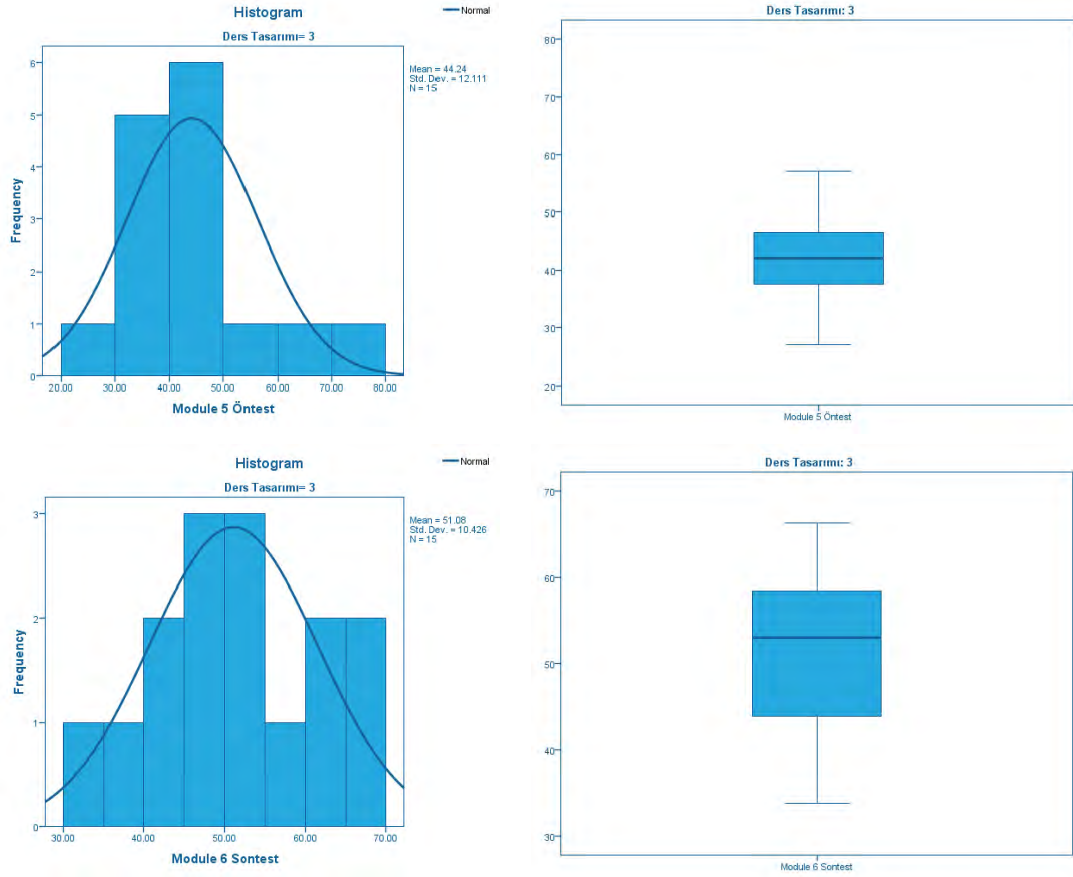 Histogram
Normal
Ders Tasarımı= 3
Mean = 44.24
Std. Dev. = 12.111
N = 15
Frequency
6
5
4
3
2
1
0
20.00 30.00 40.00 50.00 60.00 70.00 80.00
Module 5 Öntest
Ders Tasarımı: 3
80
70
60
50
40
30
20
Module 5 Öntest
Histogram
Normal
Ders Tasarımı= 3
Mean = 51.08
Std. Dev. = 10.426
N = 15
Frequency
3
2
1
0
30.00 40.00 50.00 60.00 70.00
Module 6 Sontest
Ders Tasarımı: 3
70
60
50
40
30
Module 6 Sontest